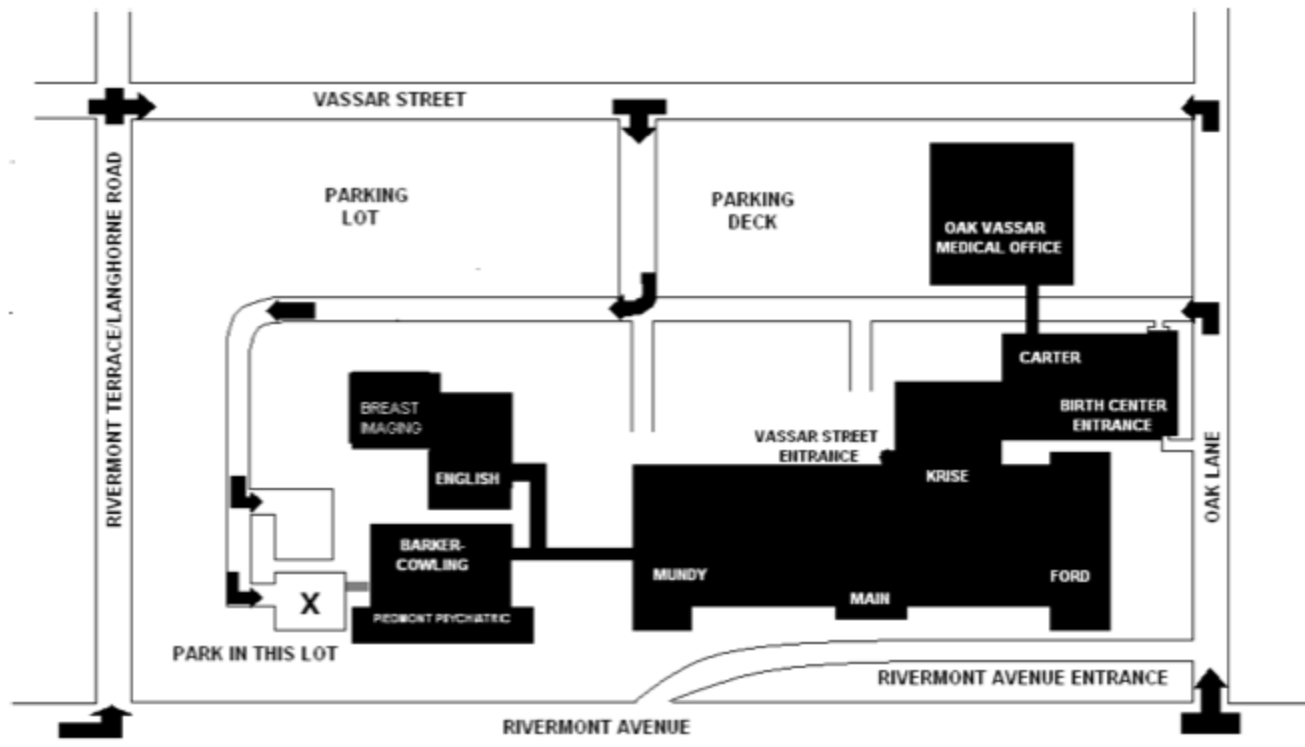 VASSAR STREET
RIVERMONT TERRACE/LANGHORNE ROAD
PARKING
LOT
PARKING
DECK
OAK VASSAR
MEDICAL OFFICE
CARTER
BIRTH CENTER
ENTRANCE
BREAST
IMAGING
VASSAR STREET
ENTRANCE
KRISE
ENGLISH
OAK LANE
BARKER-
COWLING
MUNDY
FORD
MAIN
X
PIEDMONT PSYCHIATRIC
PARK IN THIS LOT
RIVERMONT AVENUE ENTRANCE
RIVERMONT AVENUE